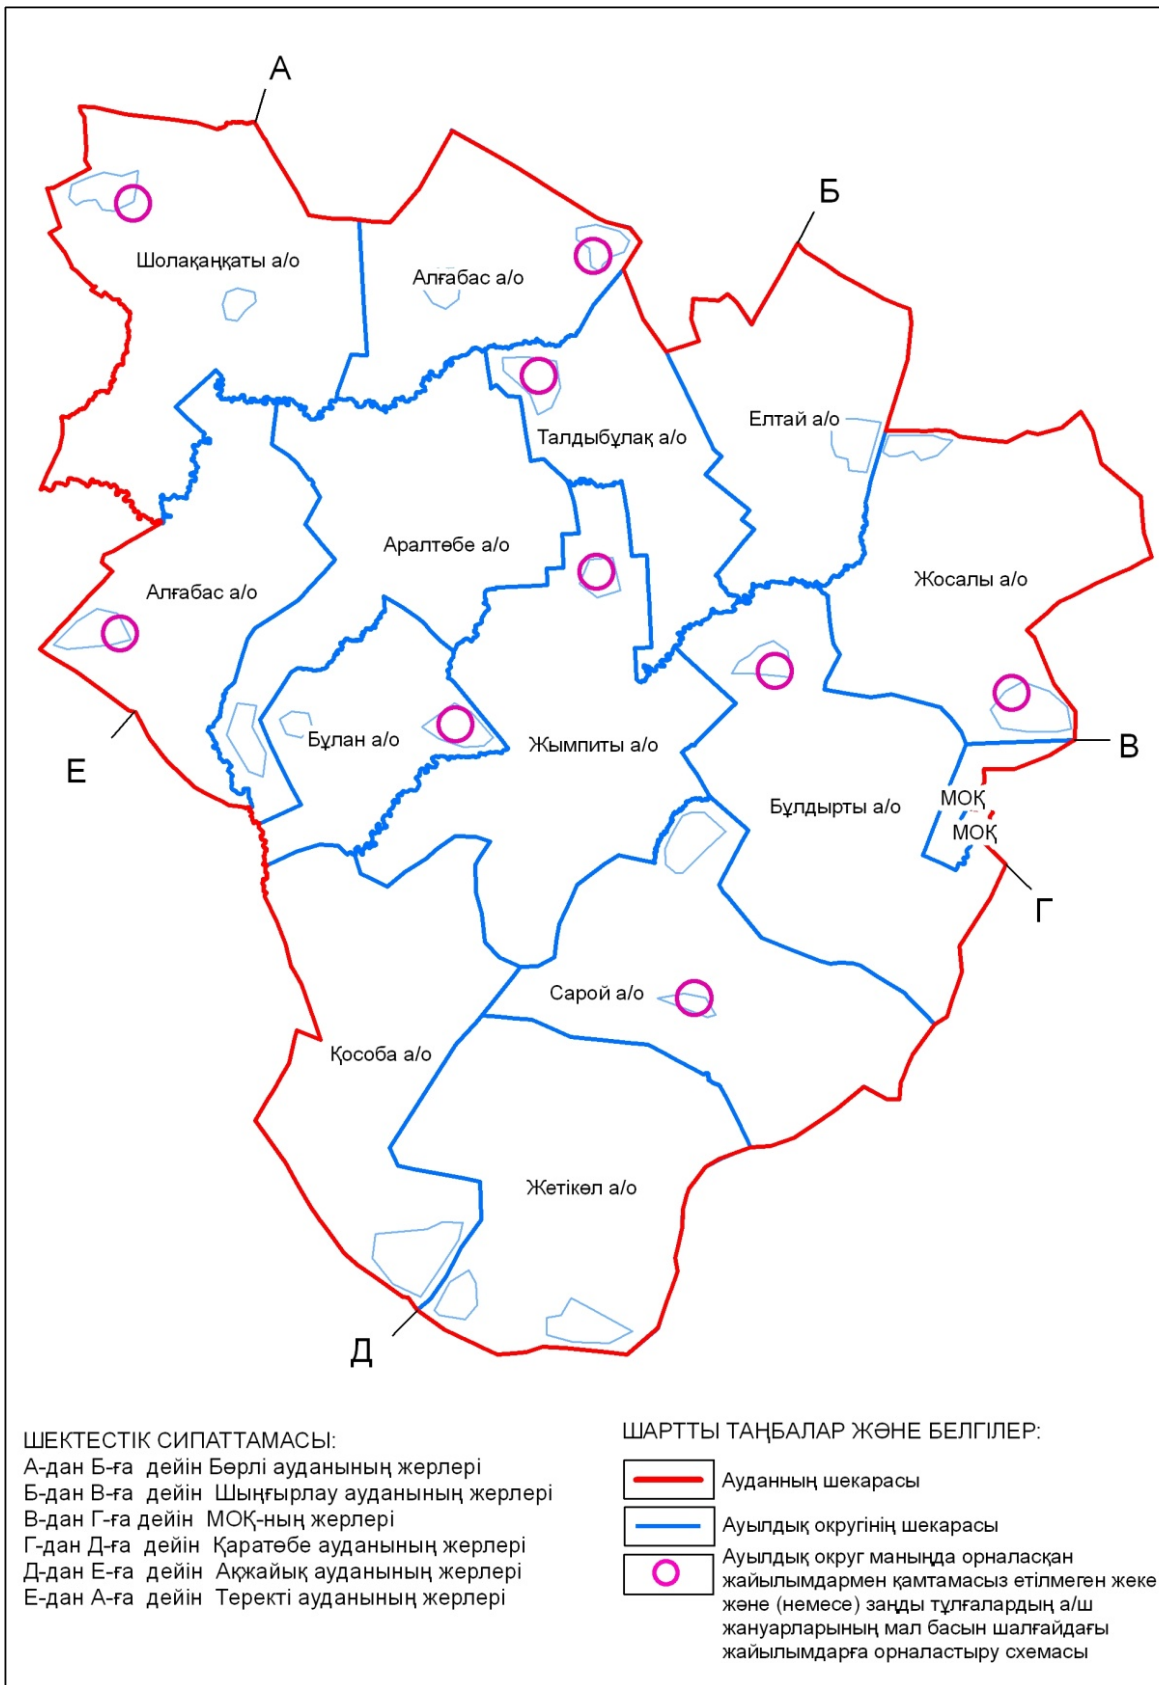 А
Б
Шолақаңқаты а/о
Алғабас а/о
Елтай а/о
Талдыбұлақ а/о
Аралтөбе а/о
Жосалы а/о
Алғабас а/о
Бұлан а/о
Жымпиты а/о
В
Е
МОҚ
Бұлдырты а/о
МОҚ
Г
Сарой а/о
Қособа а/о
Жетікөл а/о
Д
ШЕКТЕСТІК СИПАТТАМАСЫ:
А-дан Б-ға дейін Бөрлі ауданының жерлері
Б-дан В-ға дейін Шыңғырлау ауданының жерлері
В-дан Г-ға дейін МОҚ-ның жерлері
Г-дан Д-ға дейін Қаратөбе ауданының жерлері
Д-дан Е-ға дейін Ақжайық ауданының жерлері
Е-дан А-ға дейін Теректі ауданының жерлері
ШАРТТЫ ТАҢБАЛАР ЖӘНЕ БЕЛГІЛЕР:
Ауданның шекарасы
Ауылдық округінің шекарасы
Ауылдық округ маңында орналасқан
жайылымдармен қамтамасыз етілмеген жеке
және (немесе) заңды тұлғалардың а/ш
жануарларының мал басын шалғайдағы
жайылымдарға орналастыру схемасы